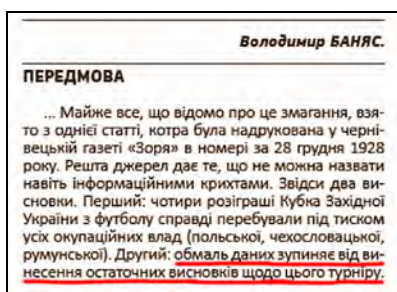 Володимир БАНЯС.
ПЕРЕДМОВА
... Майже все, що відомо про це змагання, взя-
то з однієї статті, котра була надрукована у черні-
вецькій газеті «Зоря» в номері за 28 грудня 1928
року. Решта джерел дає те, що не можна назвати
навіть інформаційними крихтами. Звідси два ви-
сновки. Перший: чотири розіграші Кубка Західної
України з футболу справді перебували під тиском
усіх окупаційних влад (польської, чехословацької,
румунської). Другий: обмаль даних зупиняє від ви-
несення остаточних висновків щодо цього турніру.